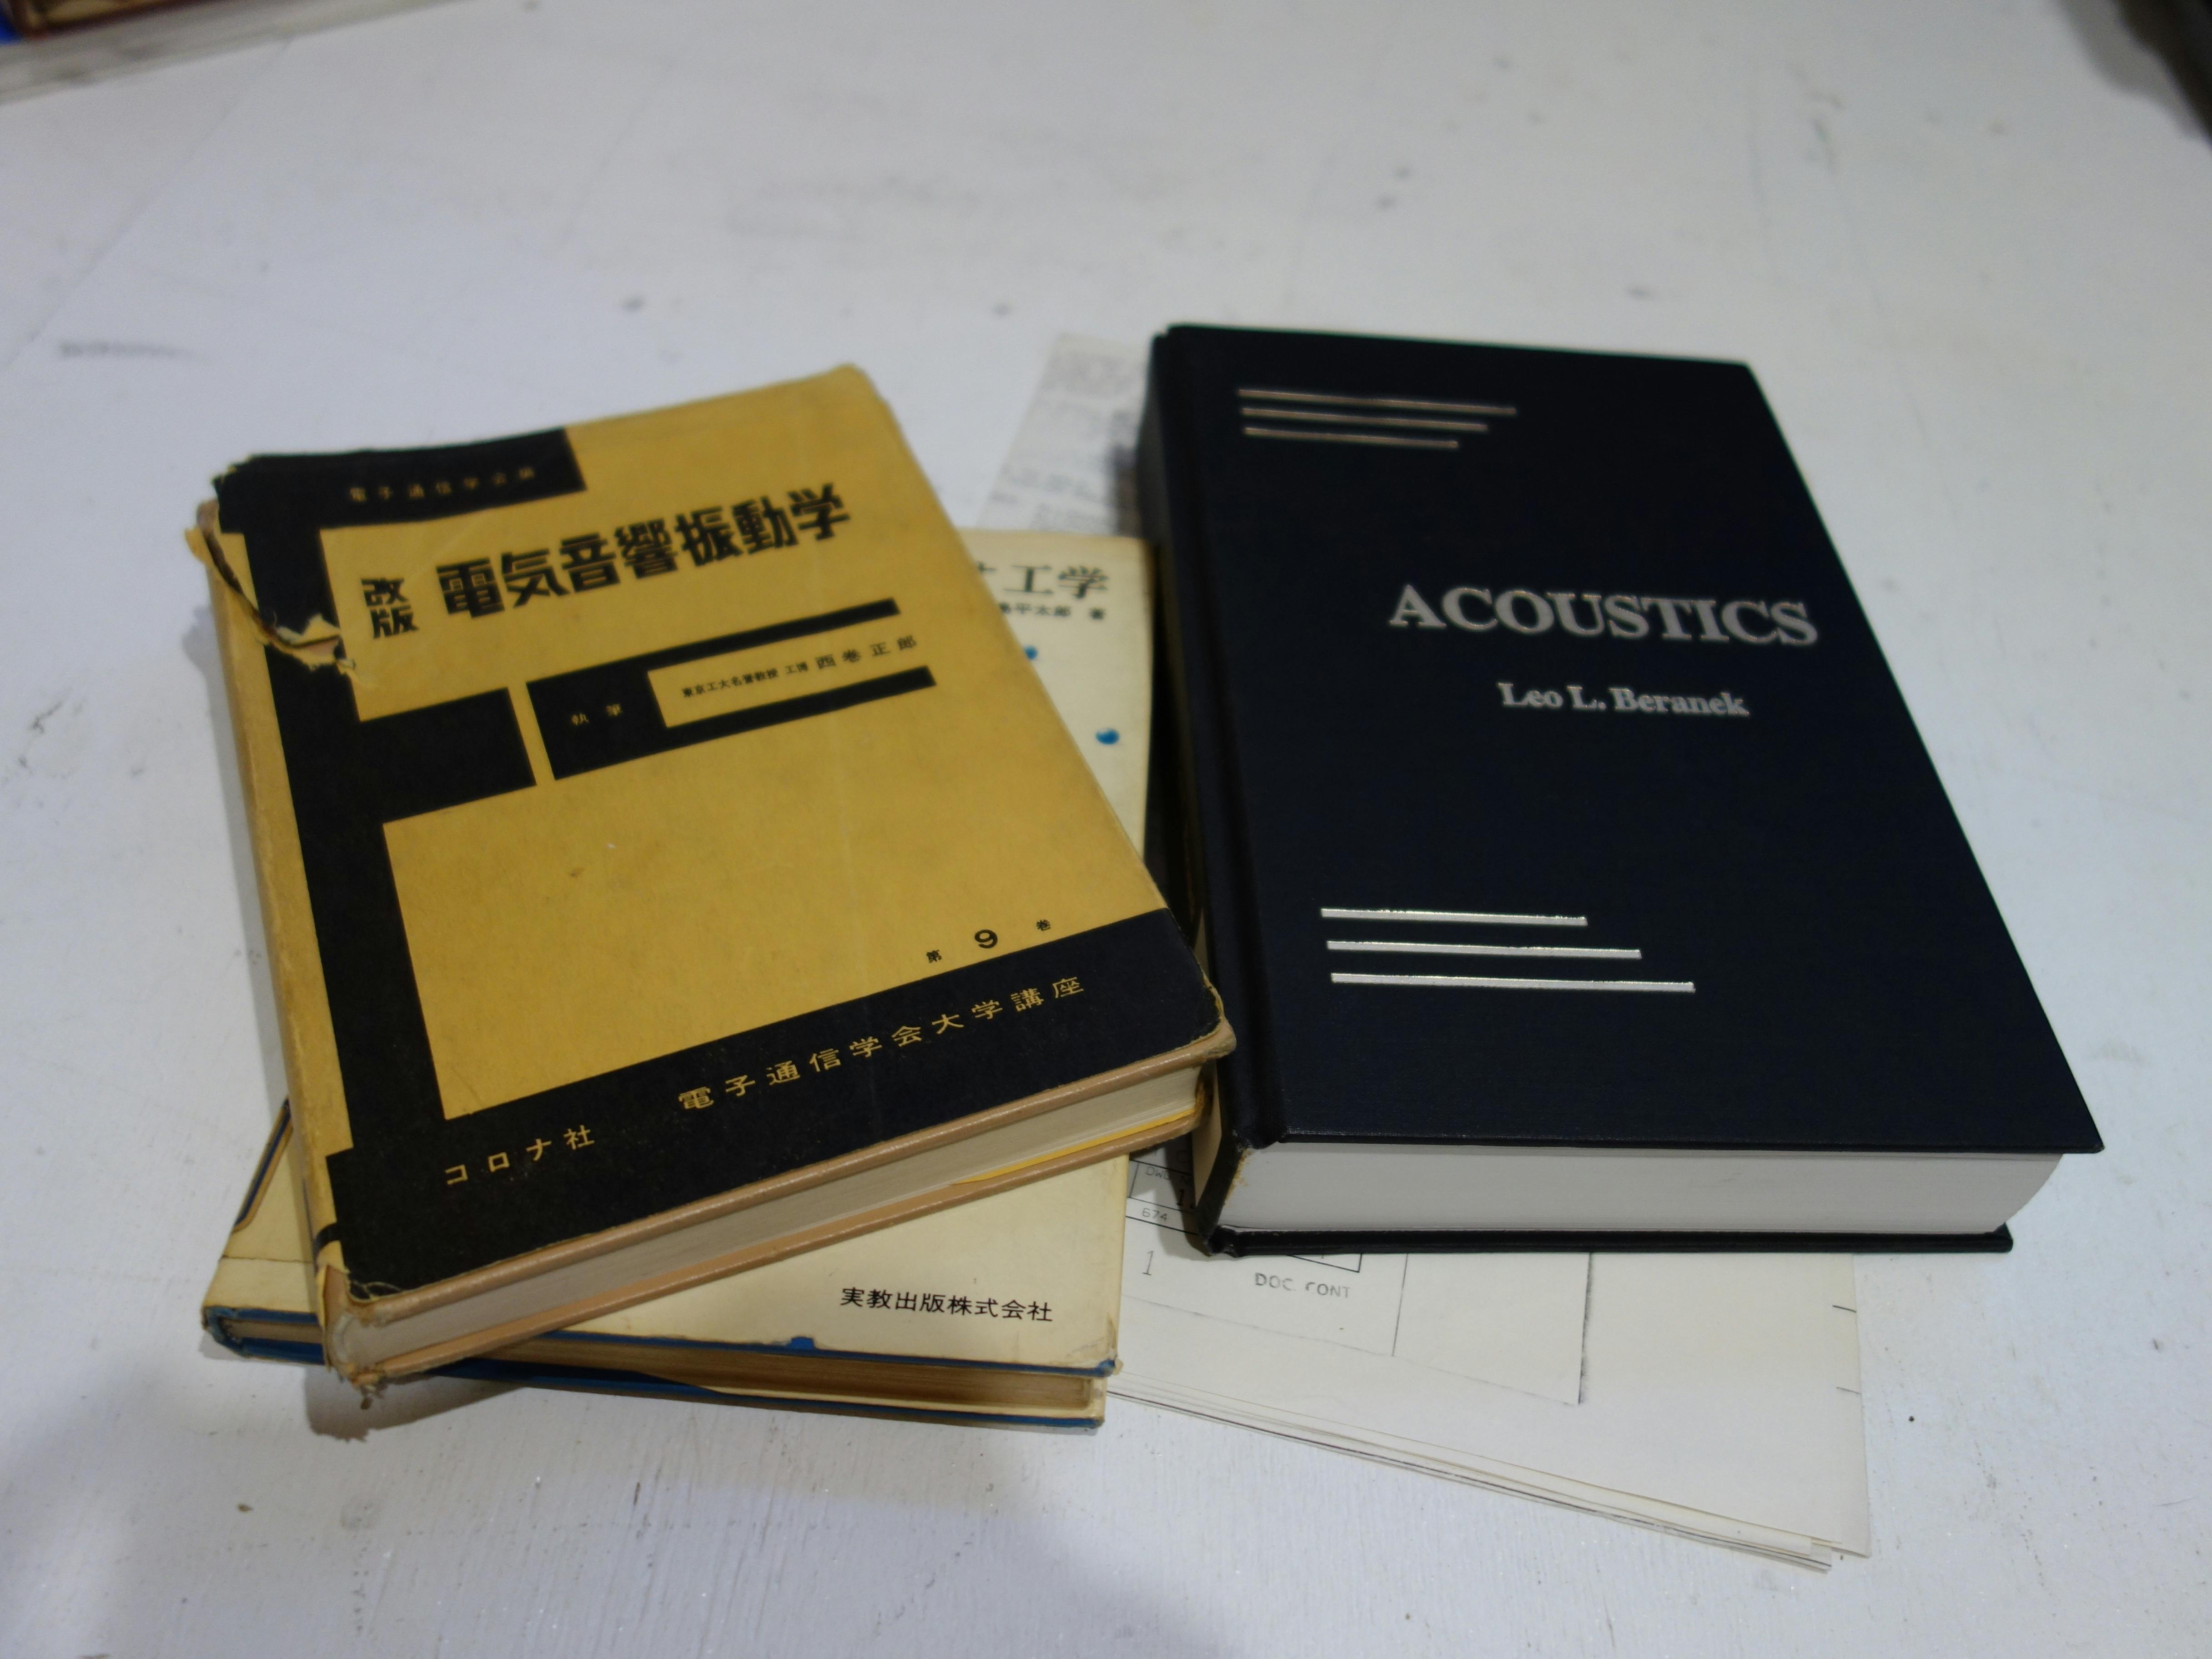 電子通信学会編
改版 電気音響振動学
執筆 東京工大名誉教授 工博 西巻正郎
第 9 巻
電子通信学会大学講座
コロナ社
工学
平太郎 著
実教出版株式会社
ACOUSTICS
Leo L. Beranek
674
1
DOC. CONT